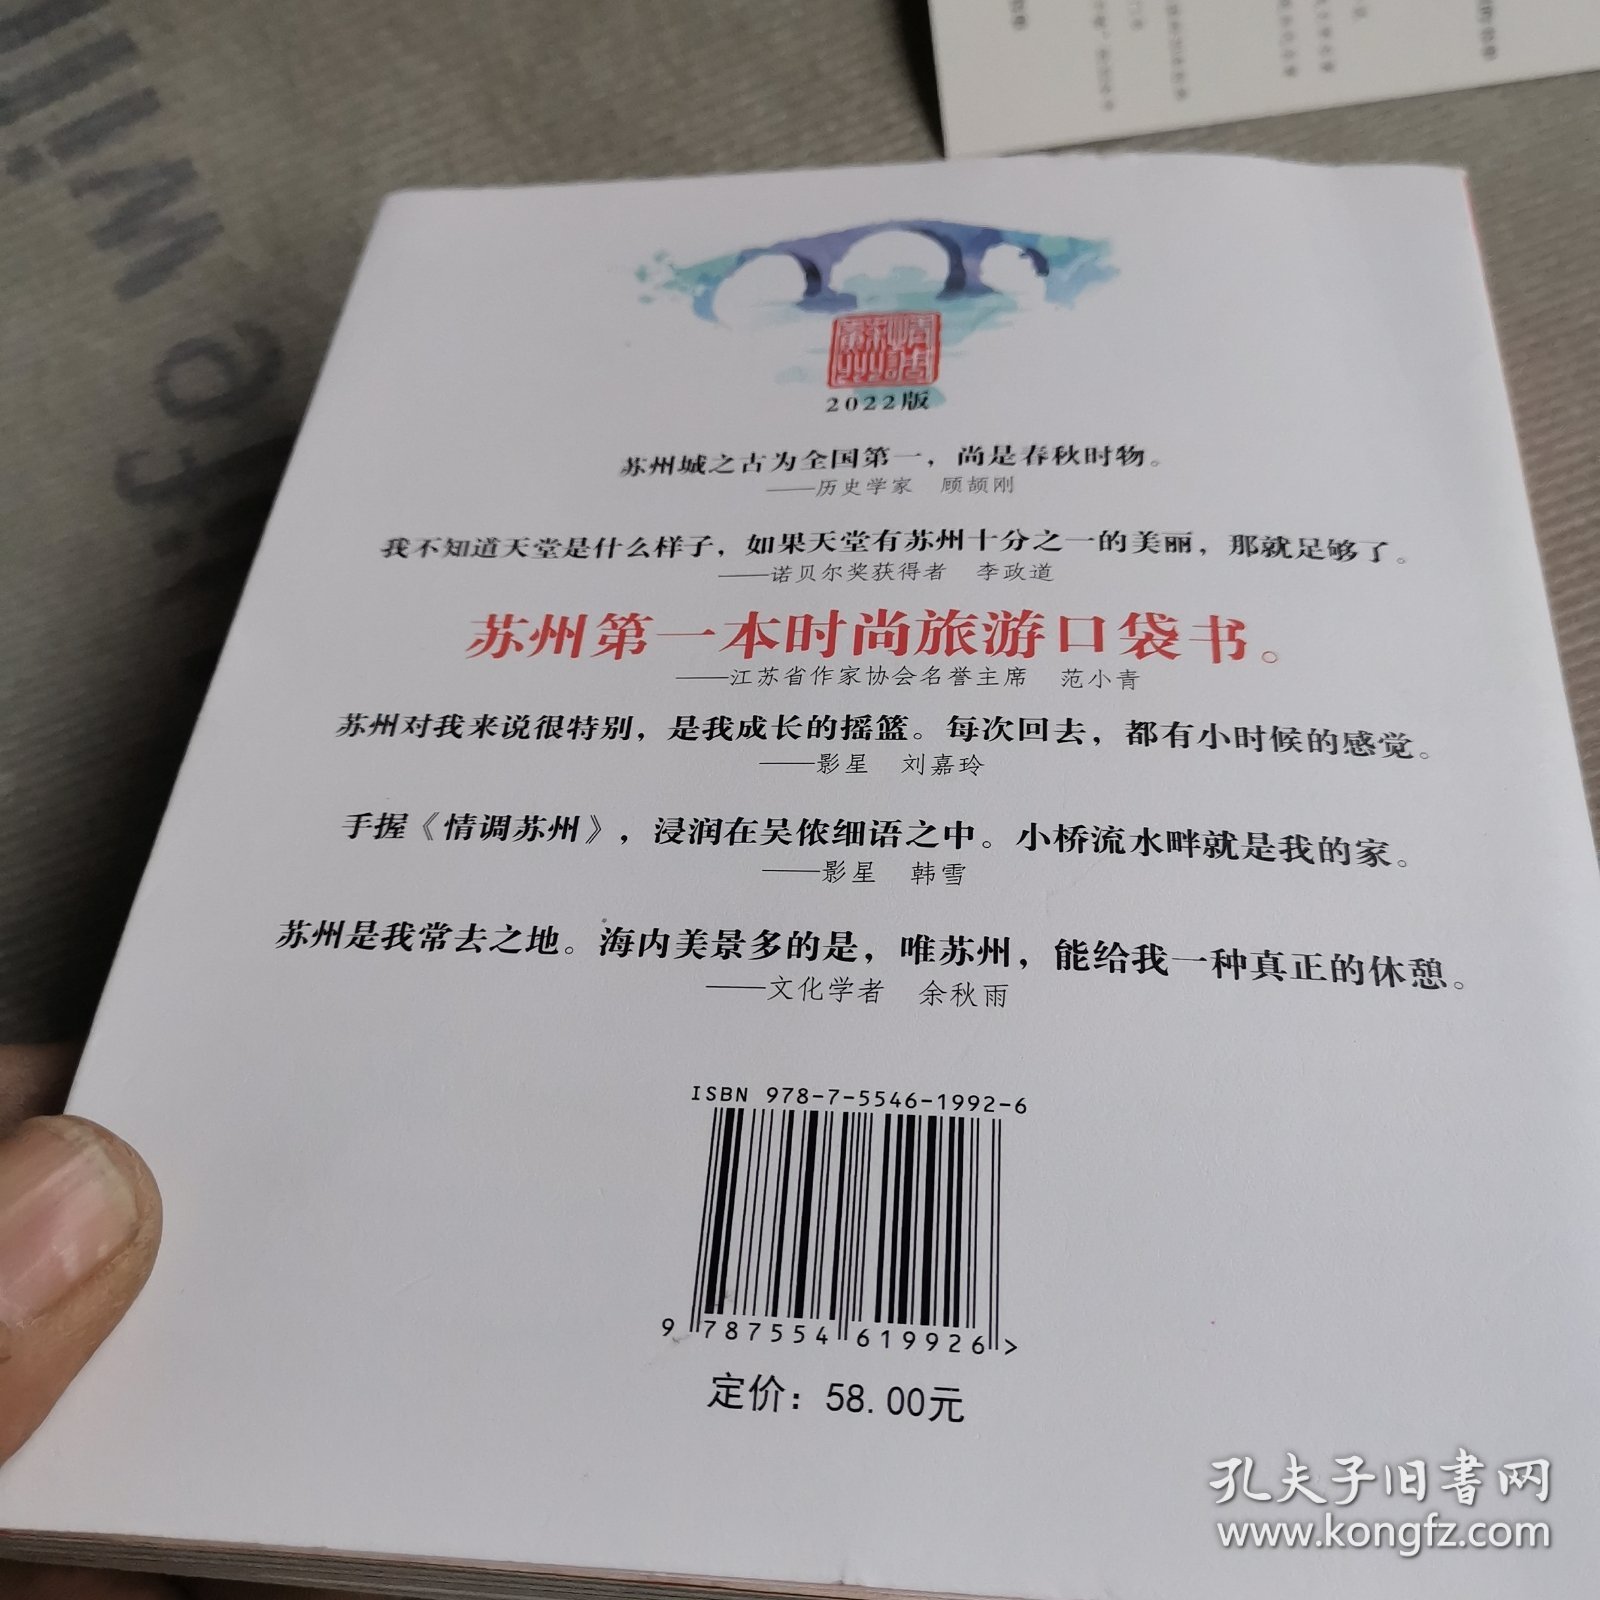 情调苏州
2022版
苏州城之古为全国第一，尚是春秋时物。
——历史学家 顾颉刚
我不知道天堂是什么样子，如果天堂有苏州十分之一的美丽，那就足够了。
——诺贝尔奖获得者 李政道
苏州第一本时尚旅游口袋书。
——江苏省作家协会名誉主席 范小青
苏州对我来说很特别，是我成长的摇篮。每次回去，都有小时候的感觉。
——影星 刘嘉玲
手握《情调苏州》，浸润在吴侬细语之中。小桥流水畔就是我的家。
——影星 韩雪
苏州是我常去之地。海内美景多的是，唯苏州，能给我一种真正的休憩。
——文化学者 余秋雨
ISBN 978-7-5546-1992-6
9 787554 619926 >
定价：58.00元
孔夫子旧书网
www.kongfz.com